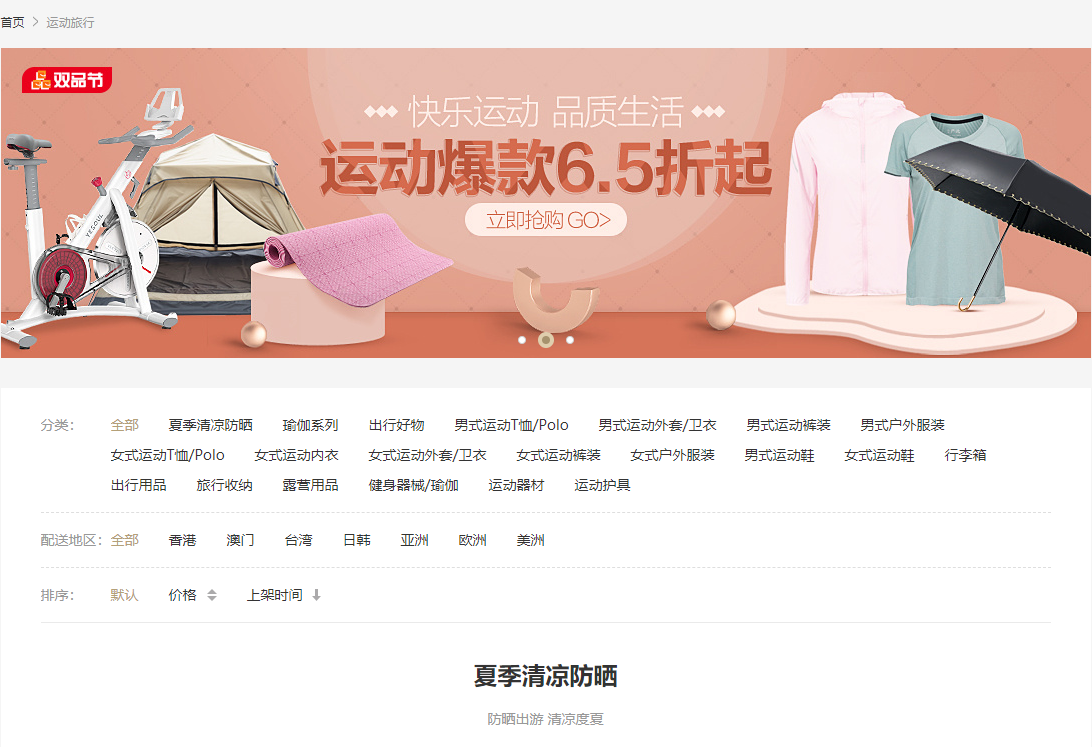 首页 > 运动旅行
双品节
快乐运动 品质生活
运动爆款6.5折起
立即抢购 GO>
YESOUL
分类： 全部 夏季清凉防晒 瑜伽系列 出行好物 男式运动T恤/Polo 男式运动外套/卫衣 男式运动裤装 男式户外服装
女式运动T恤/Polo 女式运动内衣 女式运动外套/卫衣 女式运动裤装 女式户外服装 男式运动鞋 女式运动鞋 行李箱
出行用品 旅行收纳 露营用品 健身器械/瑜伽 运动器材 运动护具
配送地区： 全部 香港 澳门 台湾 日韩 亚洲 欧洲 美洲
排序： 默认 价格 上架时间
夏季清凉防晒
防晒出游 清凉度夏